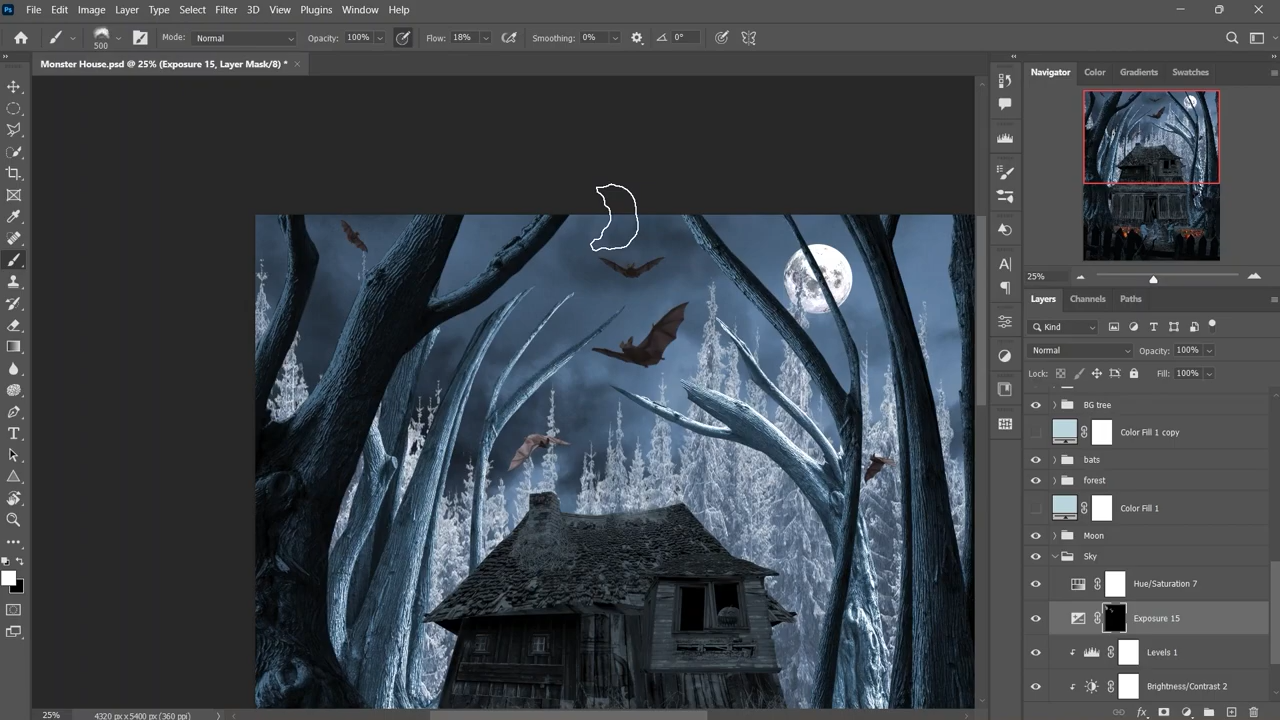 Ps File Edit Image Layer Type Select Filter 3D View Plugins Window Help
500 Mode: Normal Opacity: 100% Flow: 18% Smoothing: 0% 0°
Monster House.psd @ 25% (Exposure 15, Layer Mask/8) *
Navigator Color Gradients Swatches
25%
Layers Channels Paths
Kind
Normal Opacity: 100%
Lock: Fill: 100%
BG tree
Color Fill 1 copy
bats
forest
Color Fill 1
Moon
Sky
Hue/Saturation 7
Exposure 15
Levels 1
Brightness/Contrast 2
25% 4320 px x 5400 px (360 ppi)